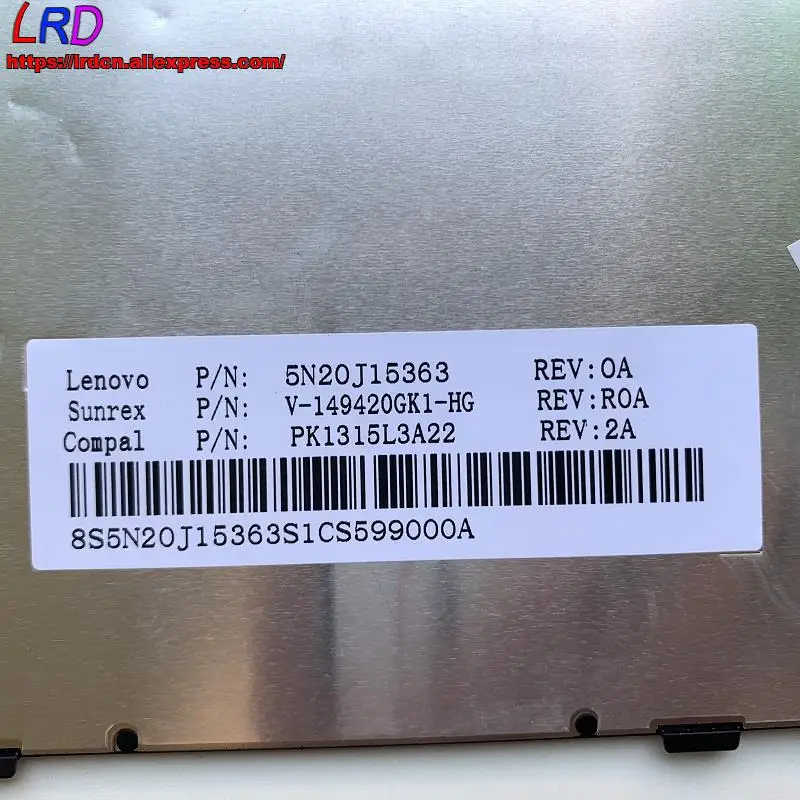 LRD
https://lrdcn.aliexpress.com/
Lenovo P/N: 5N20J15363 REV:0A
Sunrex P/N: V-149420GK1-HG REV:R0A
Compal P/N: PK1315L3A22 REV:2A
8S5N20J15363S1CS599000A